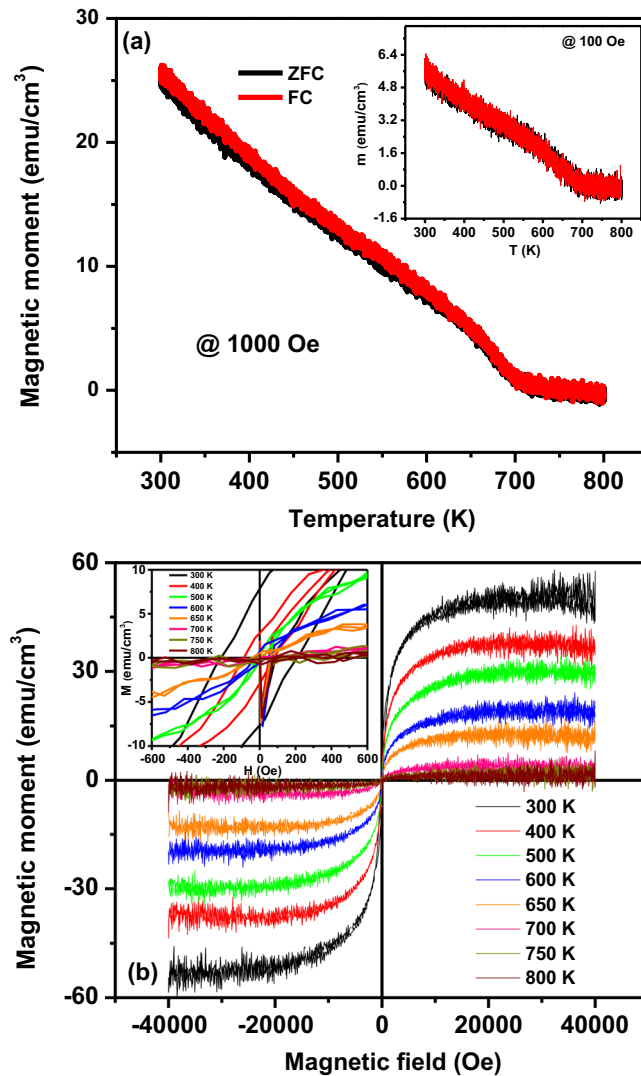 (a)
ZFC
FC
@ 1000 Oe
Magnetic moment (emu/cm³)
30
20
10
0
300 400 500 600 700 800
Temperature (K)
@ 100 Oe
m (emu/cm³)
6.4
4.8
3.2
1.6
0.0
-1.6
300 400 500 600 700 800
T (K)
(b)
Magnetic moment (emu/cm³)
60
30
0
-30
-60
-40000 -20000 0 20000 40000
Magnetic field (Oe)
300 K
400 K
500 K
600 K
650 K
700 K
750 K
800 K
M (emu/cm³)
10
5
0
-5
-10
-600 -400 -200 0 200 400 600
H (Oe)
300 K
400 K
500 K
600 K
650 K
700 K
750 K
800 K